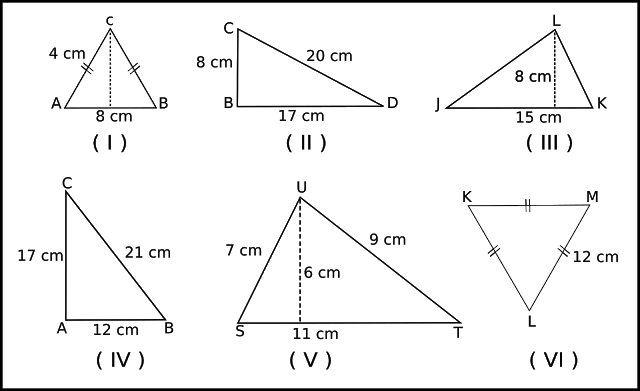 c
4 cm
A
B
8 cm
( I )
C
20 cm
8 cm
B
D
17 cm
( II )
L
8 cm
J
K
15 cm
( III )
C
17 cm
21 cm
A
B
12 cm
( IV )
U
7 cm
9 cm
6 cm
S
T
11 cm
( V )
K
M
12 cm
L
( VI )